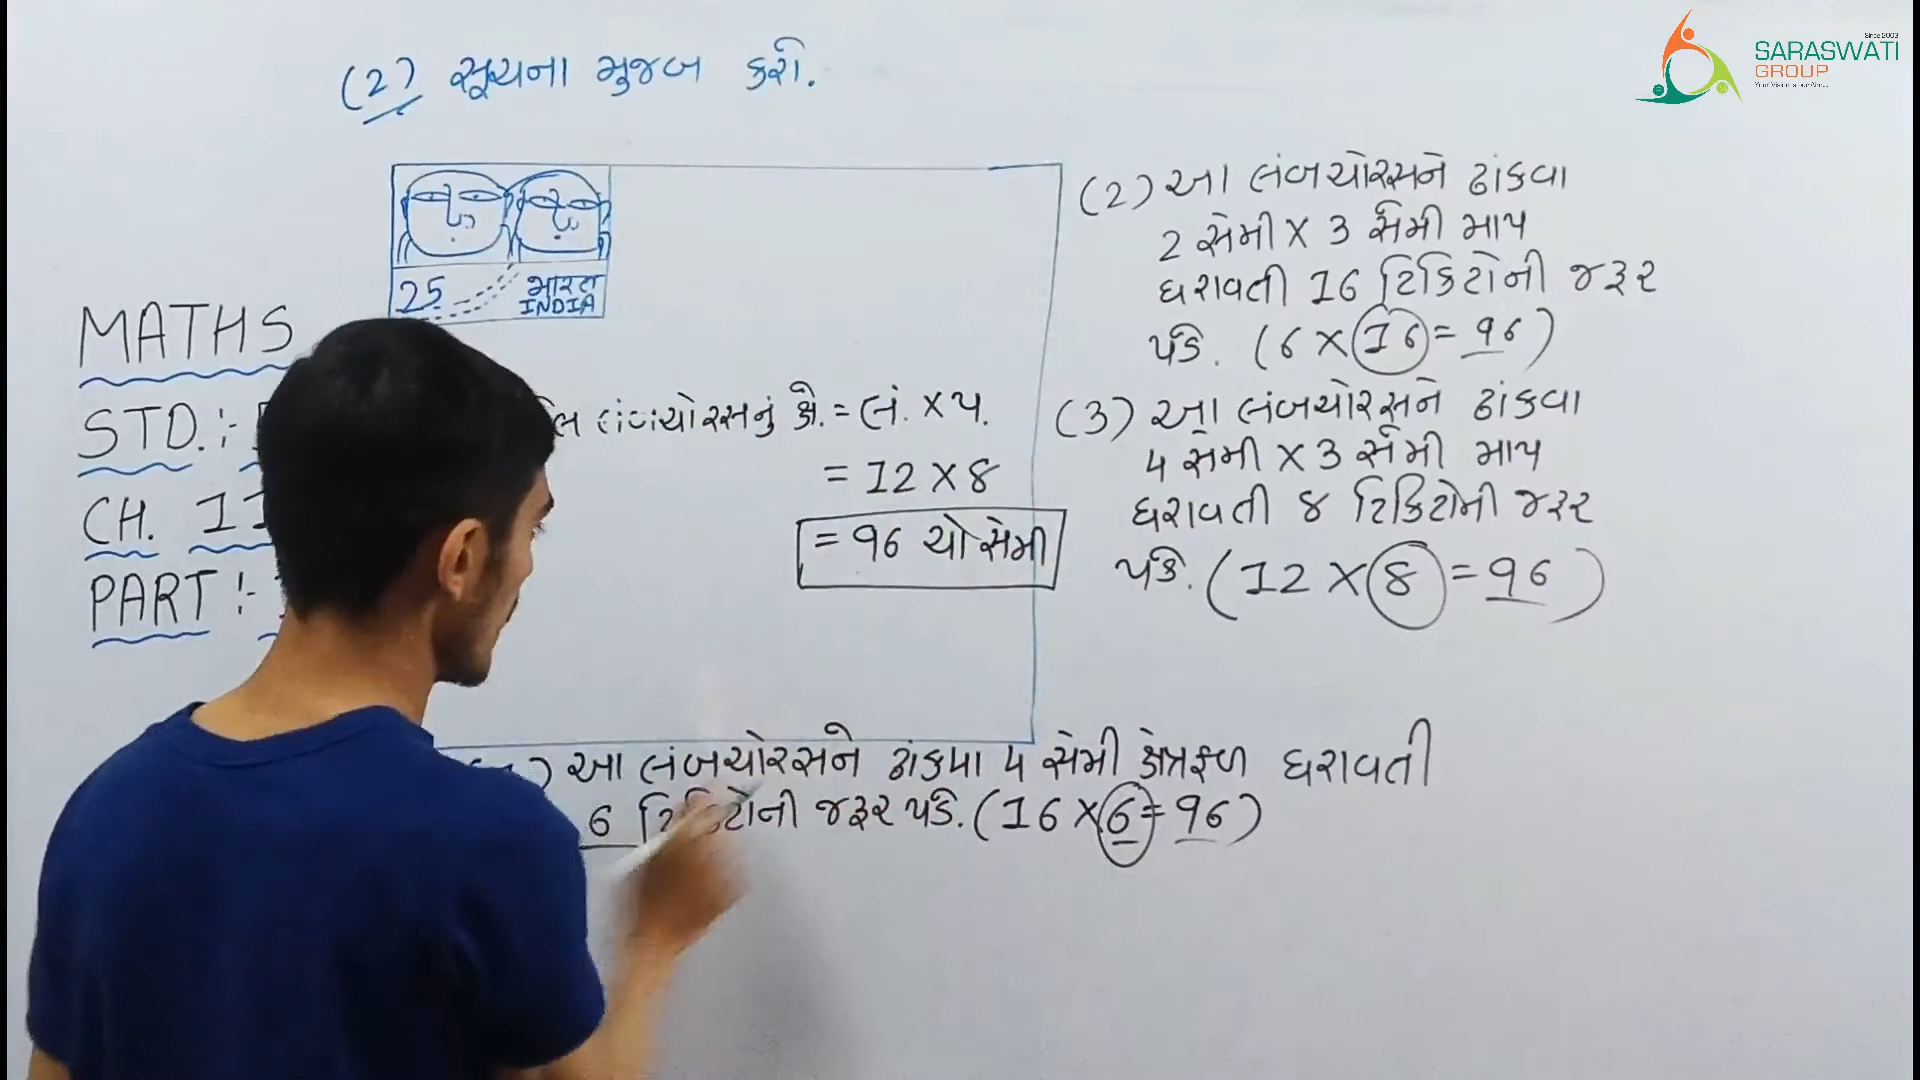 (2) સૂચના મુજબ કરો.
Since 2003
SARASWATI
GROUP
25 भारत
INDIA
MATHS
STD.:-
CH. 11
PART :-
લંબચોરસનું ક્ષે. = લં. × પ.
= 12 × 8
= 96 ચો સેમી
(2) આ લંબચોરસને ઢાંકવા
2 સેમી × 3 સેમી માપ
ધરાવતી 16 ટિકિટોની જરૂર
પડે. (6 × 16 = 96)
(3) આ લંબચોરસને ઢાંકવા
4 સેમી × 3 સેમી માપ
ધરાવતી 8 ટિકિટોની જરૂર
પડે. (12 × 8 = 96)
આ લંબચોરસને ઢાંકવા 4 સેમી ક્ષેત્રફળ ધરાવતી
6 ટિકિટોની જરૂર પડે. (16 × 6 = 96)